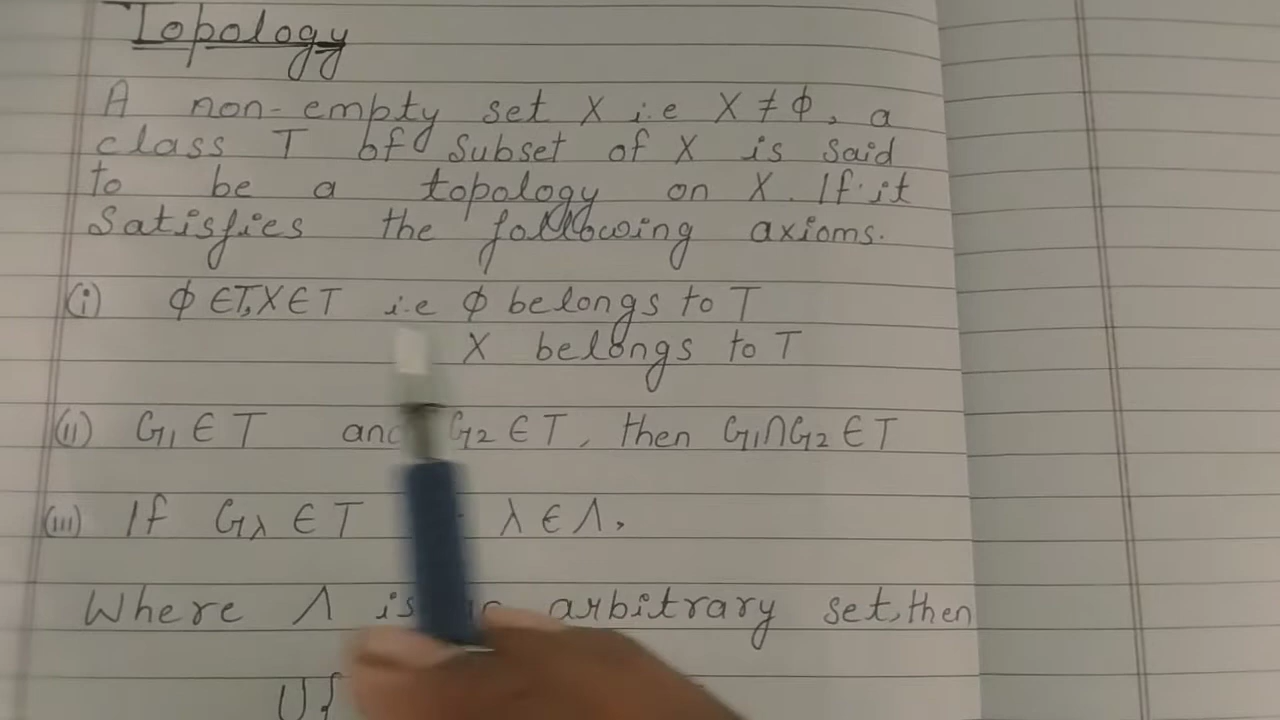 Topology
A non-empty set X i.e X ≠ ϕ, a
class T of subset of X is said
to be a topology on X. If it
Satisfies the following axioms.
(i) ϕ ∈ T, X ∈ T i.e ϕ belongs to T
X belongs to T
(ii) G₁ ∈ T and G₂ ∈ T, then G₁∩G₂ ∈ T
(iii) If Gλ ∈ T λ ∈ Λ,
Where Λ is arbitrary set, then
U{